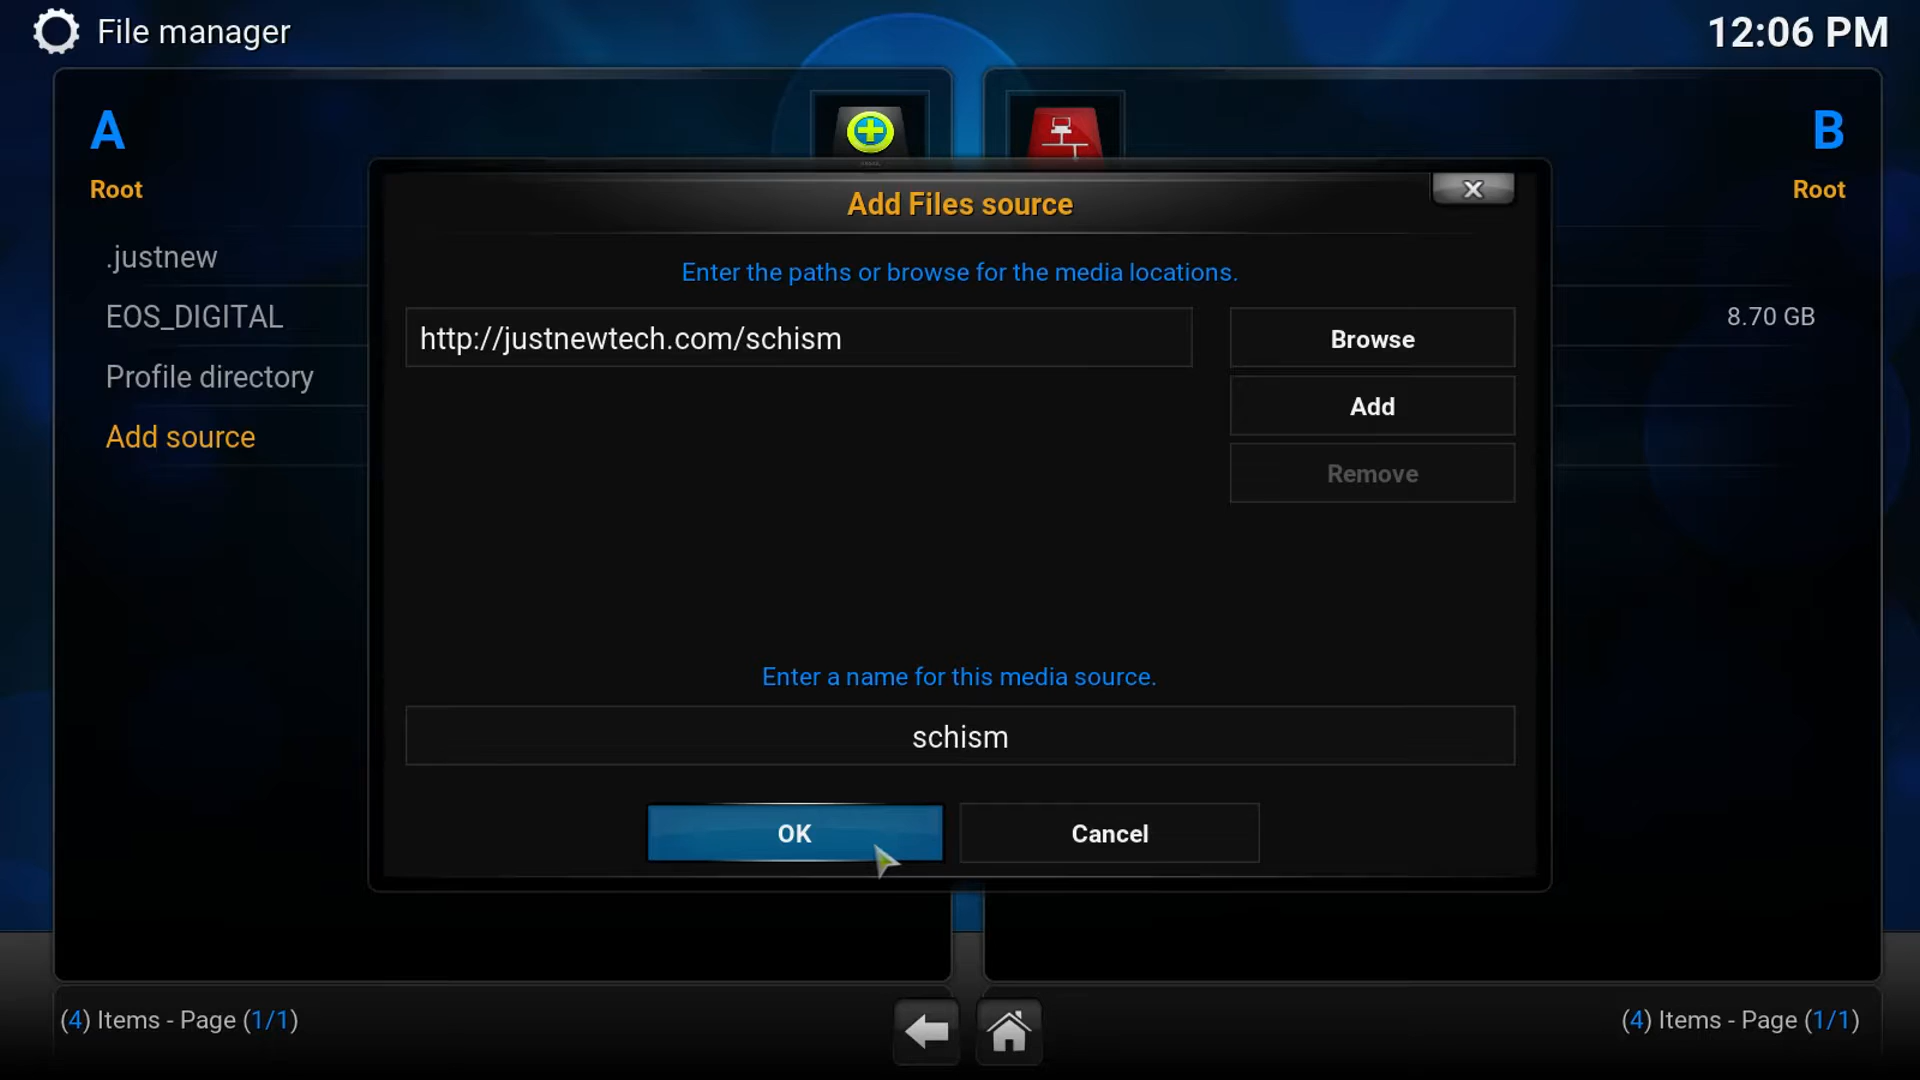 File manager
12:06 PM
A
B
Root
Root
.justnew
EOS_DIGITAL
8.70 GB
Profile directory
Add source
Add Files source
Enter the paths or browse for the media locations.
http://justnewtech.com/schism
Browse
Add
Remove
Enter a name for this media source.
schism
OK
Cancel
(4) Items - Page (1/1)
(4) Items - Page (1/1)